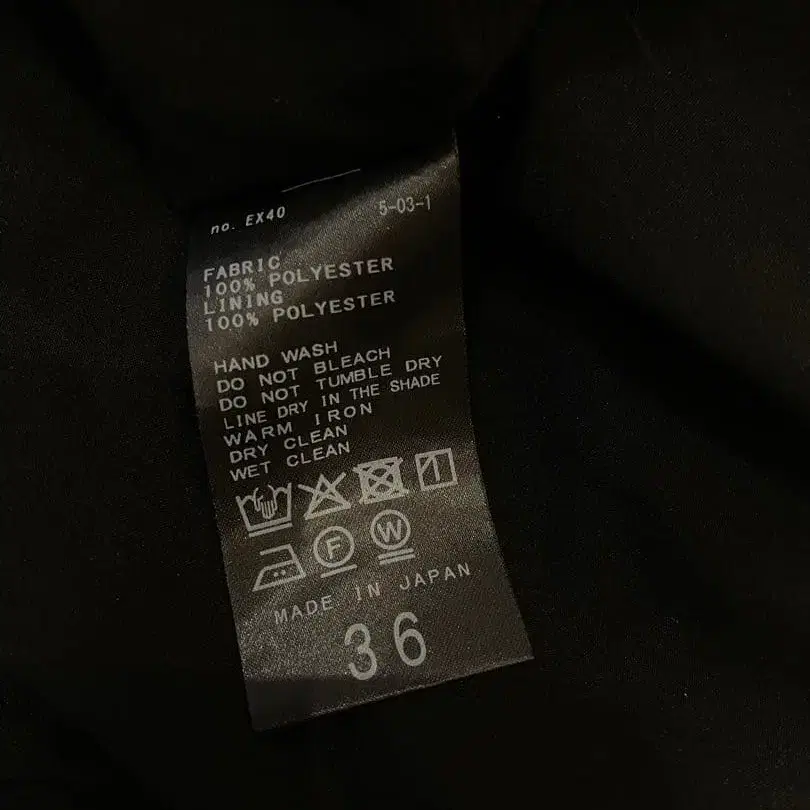 no. EX40 5-03-1
FABRIC
100% POLYESTER
LINING
100% POLYESTER
HAND WASH
DO NOT BLEACH
DO NOT TUMBLE DRY
LINE DRY IN THE SHADE
WARM IRON
DRY CLEAN
WET CLEAN
F W
MADE IN JAPAN
36